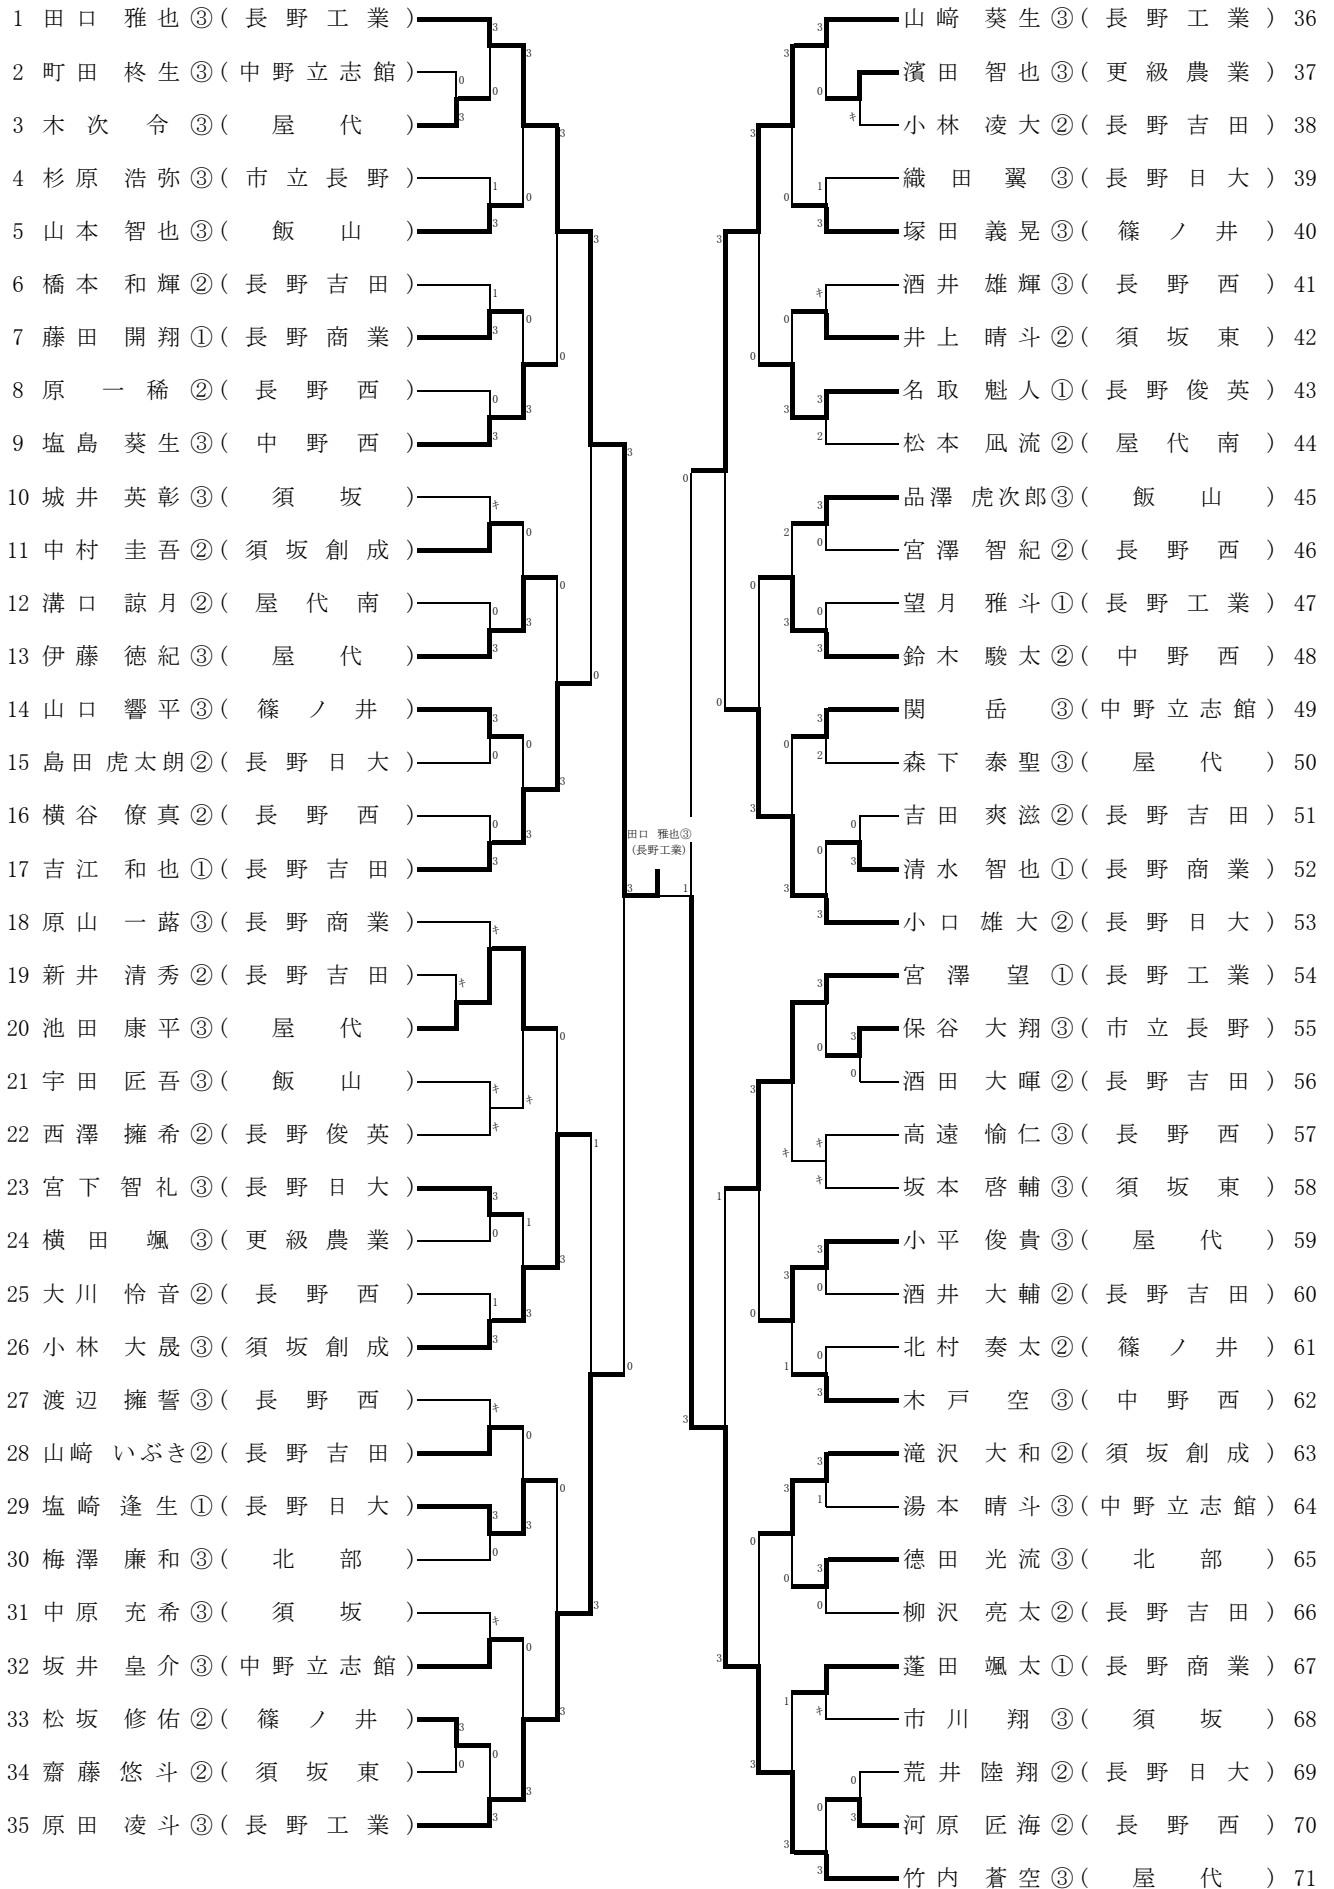 1 田口 雅也③(長野工業)
2 町田 柊生③(中野立志館)
3 木次 令③(屋代)
4 杉原 浩弥③(市立長野)
5 山本 智也③(飯山)
6 橋本 和輝②(長野吉田)
7 藤田 開翔①(長野商業)
8 原 一稀②(長野西)
9 塩島 葵生③(中野西)
10 城井 英彰③(須坂)
11 中村 圭吾②(須坂創成)
12 溝口 諒月②(屋代南)
13 伊藤 徳紀③(屋代)
14 山口 響平③(篠ノ井)
15 島田 虎太朗②(長野日大)
16 横谷 僚真②(長野西)
17 吉江 和也①(長野吉田)
18 原山 一蕗③(長野商業)
19 新井 清秀②(長野吉田)
20 池田 康平③(屋代)
21 宇田 匠吾③(飯山)
22 西澤 擁希②(長野俊英)
23 宮下 智礼③(長野日大)
24 横田 颯③(更級農業)
25 大川 怜音②(長野西)
26 小林 大晟③(須坂創成)
27 渡辺 擁誓③(長野西)
28 山﨑 いぶき②(長野吉田)
29 塩崎 逢生①(長野日大)
30 梅澤 廉和③(北部)
31 中原 充希③(須坂)
32 坂井 皇介③(中野立志館)
33 松坂 修佑②(篠ノ井)
34 齋藤 悠斗②(須坂東)
35 原田 凌斗③(長野工業)
田口 雅也③
(長野工業)
山﨑 葵生③(長野工業) 36
濱田 智也③(更級農業) 37
小林 凌大②(長野吉田) 38
織田 翼③(長野日大) 39
塚田 義晃③(篠ノ井) 40
酒井 雄輝③(長野西) 41
井上 晴斗②(須坂東) 42
名取 魁人①(長野俊英) 43
松本 凪流②(屋代南) 44
品澤 虎次郎③(飯山) 45
宮澤 智紀②(長野西) 46
望月 雅斗①(長野工業) 47
鈴木 駿太②(中野西) 48
関 岳③(中野立志館) 49
森下 泰聖③(屋代) 50
吉田 爽滋②(長野吉田) 51
清水 智也①(長野商業) 52
小口 雄大②(長野日大) 53
宮澤 望①(長野工業) 54
保谷 大翔③(市立長野) 55
酒田 大暉②(長野吉田) 56
高遠 愉仁③(長野西) 57
坂本 啓輔③(須坂東) 58
小平 俊貴③(屋代) 59
酒井 大輔②(長野吉田) 60
北村 奏太②(篠ノ井) 61
木戸 空③(中野西) 62
滝沢 大和②(須坂創成) 63
湯本 晴斗③(中野立志館) 64
德田 光流③(北部) 65
柳沢 亮太②(長野吉田) 66
蓬田 颯太①(長野商業) 67
市川 翔③(須坂) 68
荒井 陸翔②(長野日大) 69
河原 匠海②(長野西) 70
竹内 蒼空③(屋代) 71